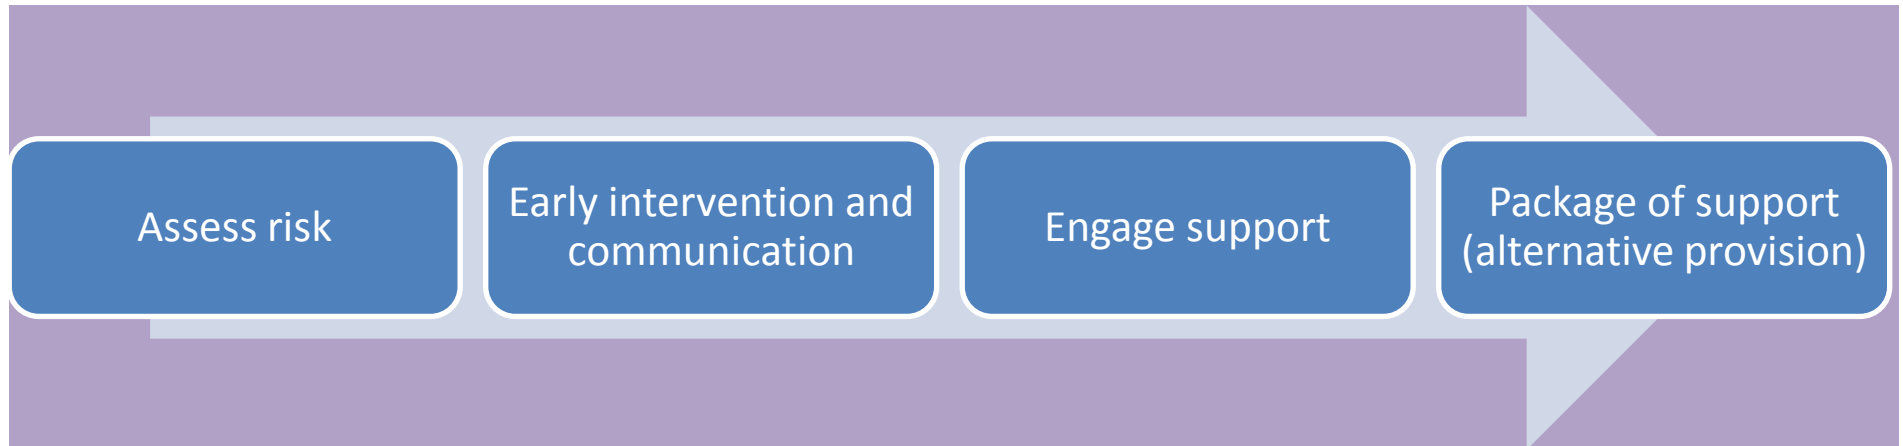 Assess risk
Early intervention and
communication
Engage support
Package of support
(alternative provision)